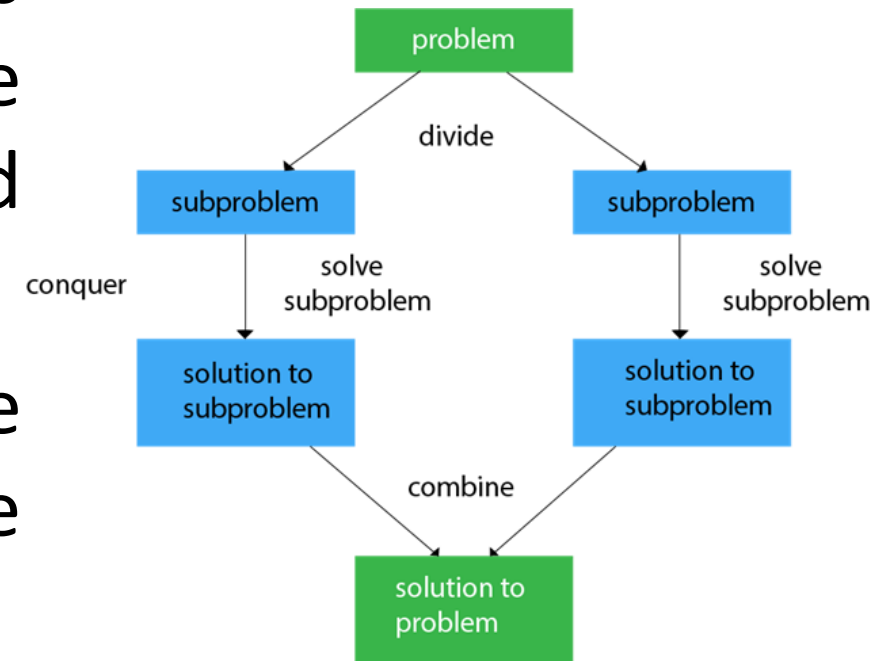 problem
divide
subproblem
subproblem
conquer
solve
subproblem
solve
subproblem
solution to
subproblem
solution to
subproblem
combine
solution to
problem
e
d
e
e